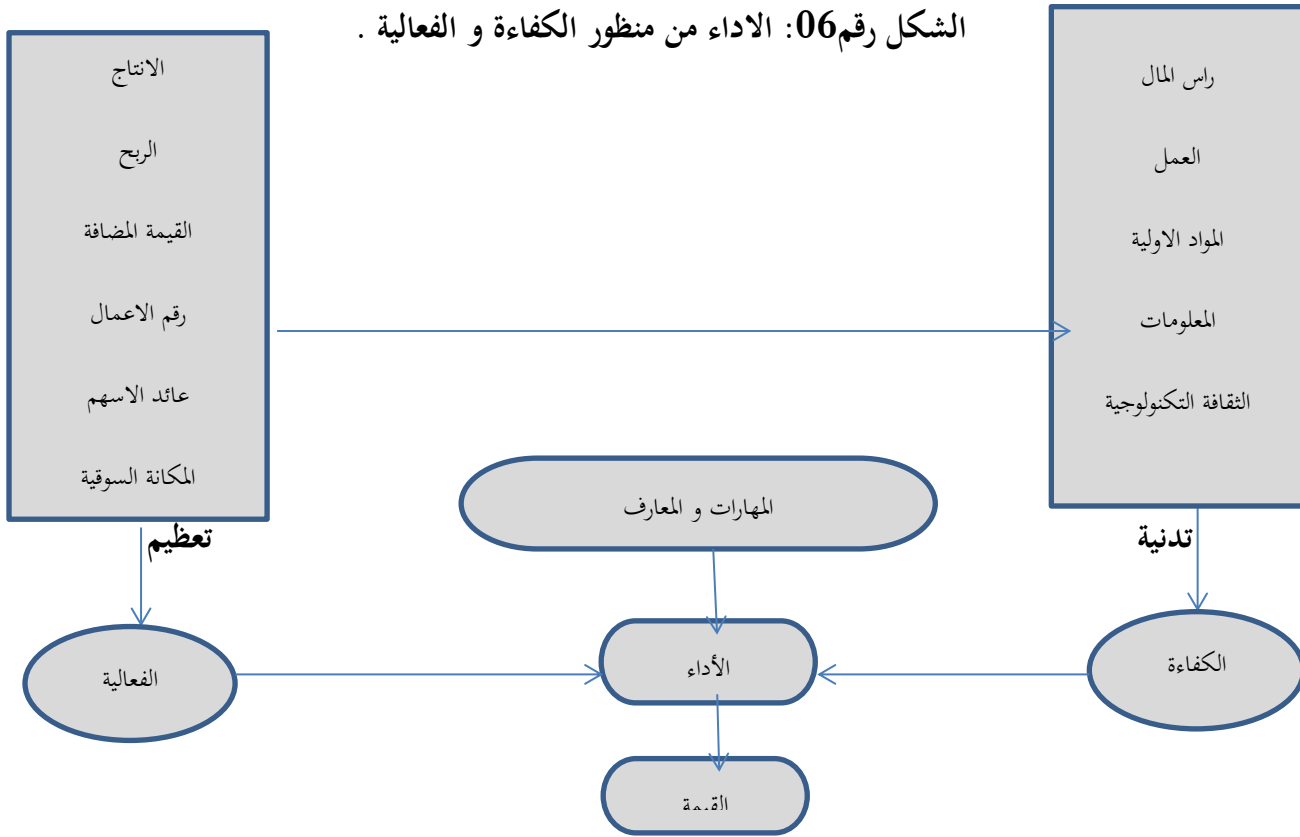 الشكل رقم06: الاداء من منظور الكفاءة و الفعالية .
راس المال
العمل
المواد الاولية
المعلومات
الثقافة التكنولوجية
الانتاج
الربح
القيمة المضافة
رقم الاعمال
عائد الاسهم
المكانة السوقية
المهارات و المعارف
تدنية
تعظيم
الكفاءة
الأداء
الفعالية
القيمة